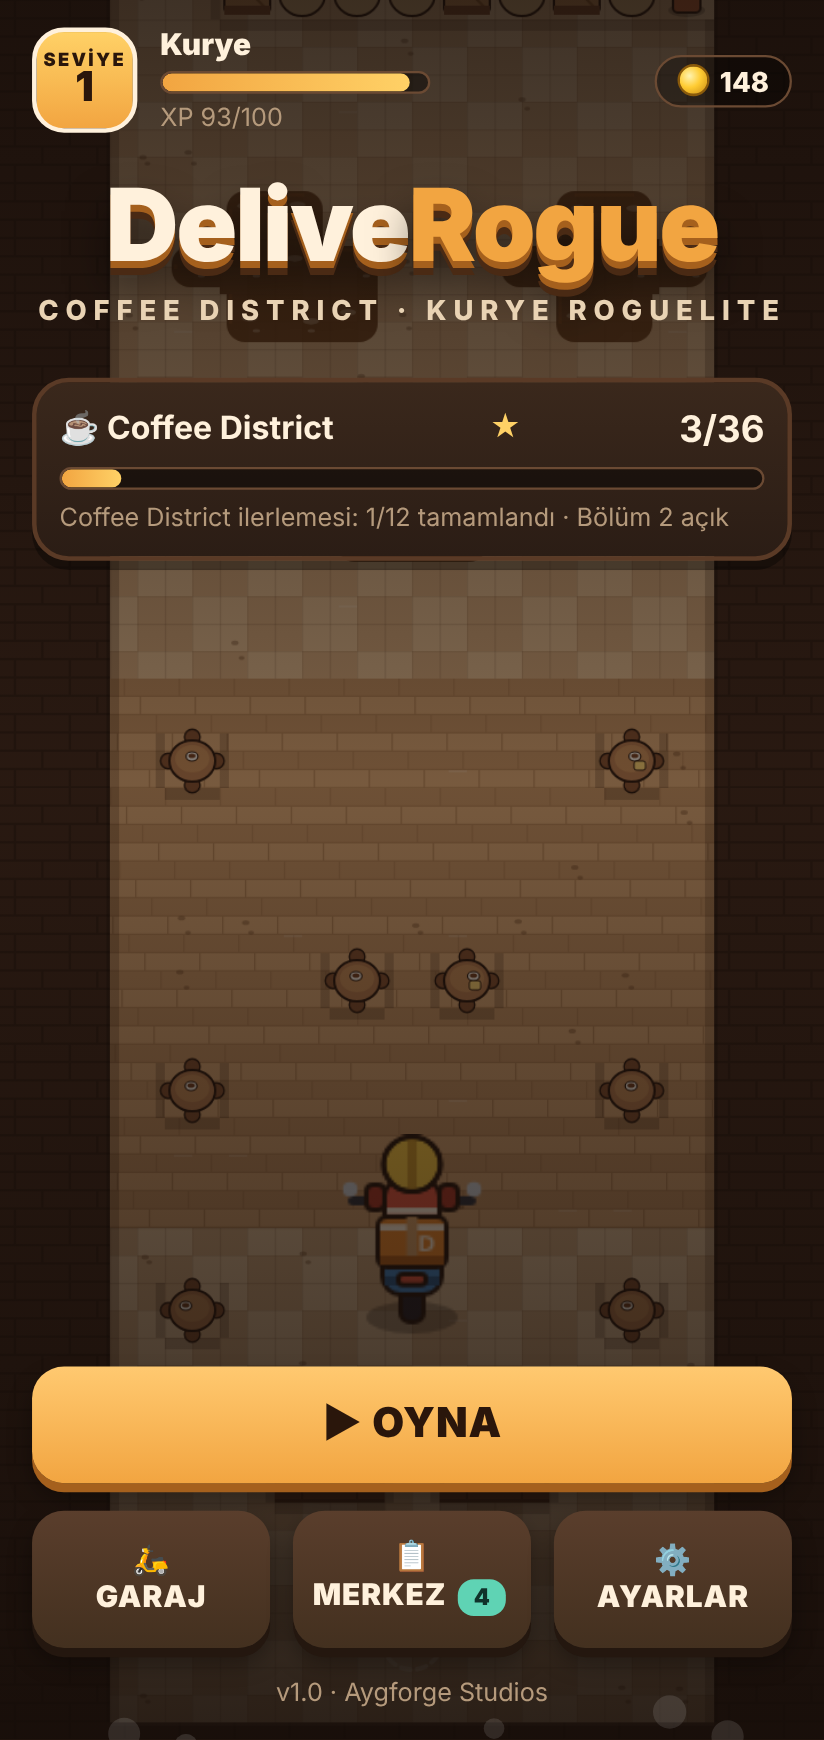 SEVİYE
1
Kurye
XP 93/100
148
DeliveRogue
COFFEE DISTRICT · KURYE ROGUELITE
Coffee District ★ 3/36
Coffee District ilerlemesi: 1/12 tamamlandı · Bölüm 2 açık
D
▶ OYNA
GARAJ
MERKEZ 4
AYARLAR
v1.0 · Aygforge Studios